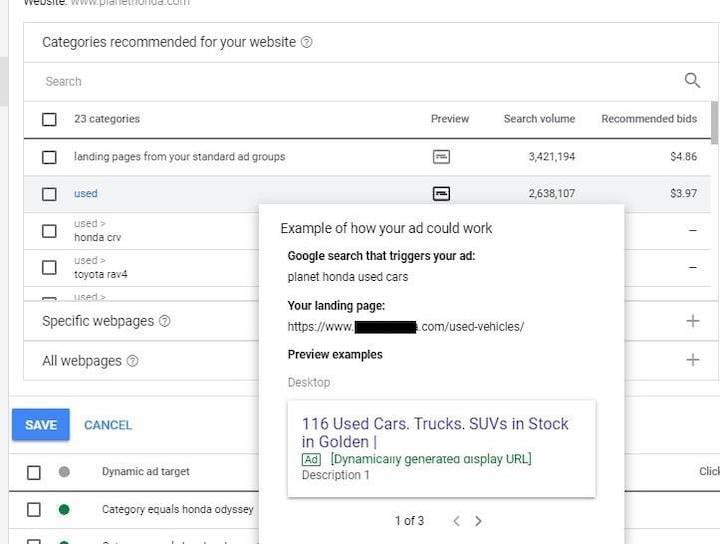 Website: www.planethonda.com
Categories recommended for your website
Search
23 categories Preview Search volume Recommended bids
landing pages from your standard ad groups 3,421,194 $4.86
used 2,638,107 $3.97
used >
honda crv –
used >
toyota rav4 –
used >
Specific webpages
All webpages
Example of how your ad could work
Google search that triggers your ad:
planet honda used cars
Your landing page:
https://www. .com/used-vehicles/
Preview examples
Desktop
116 Used Cars. Trucks. SUVs in Stock
in Golden |
Ad [Dynamically generated display URL]
Description 1
1 of 3
SAVE CANCEL
Dynamic ad target Click
Category equals honda odyssey